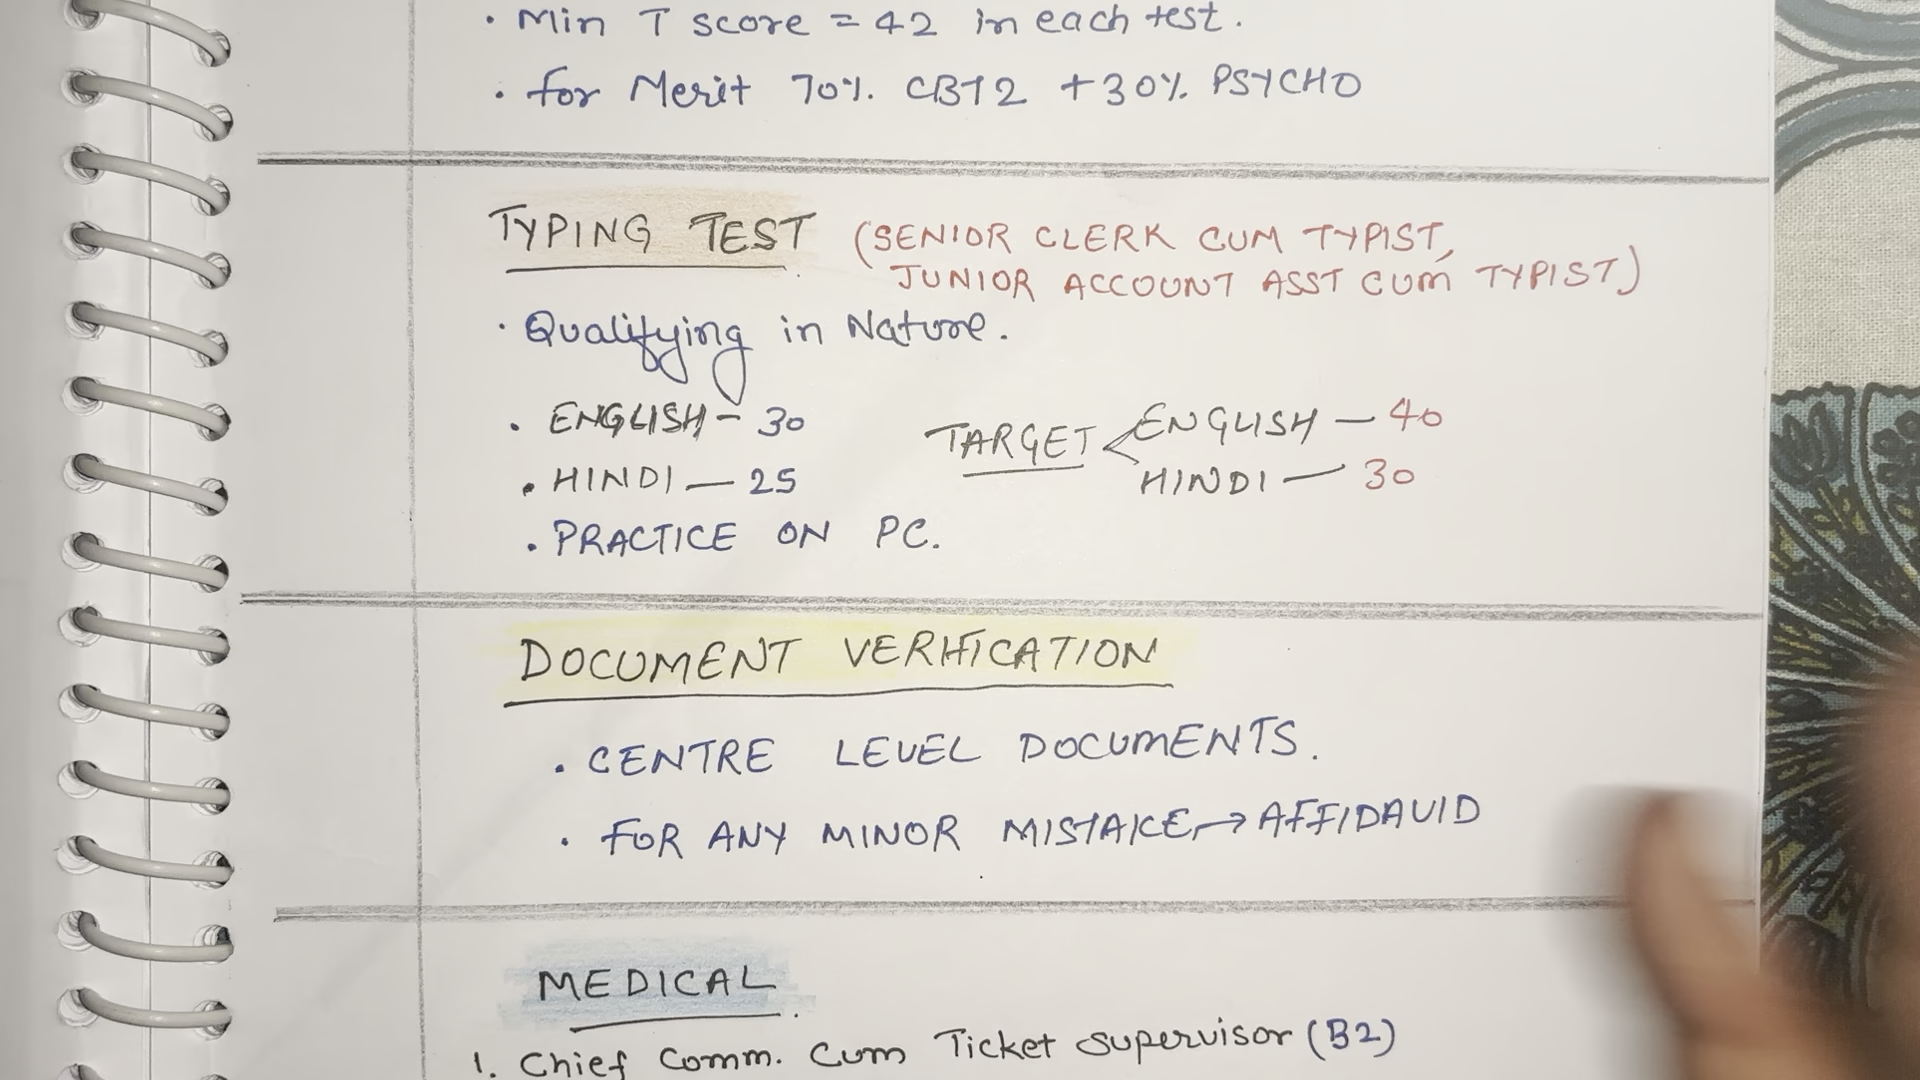 • Min T score = 42 in each test.
• for Merit 70%. CBT2 + 30%. PSYCHO
TYPING TEST (SENIOR CLERK CUM TYPIST,
JUNIOR ACCOUNT ASST CUM TYPIST)
• Qualifying in Nature.
• ENGLISH - 30
TARGET < ENGLISH — 40
• HINDI — 25
HINDI — 30
• PRACTICE ON PC.
DOCUMENT VERIFICATION
• CENTRE LEVEL DOCUMENTS.
• FOR ANY MINOR MISTAKE → AFFIDAVID
MEDICAL
1. Chief Comm. Cum Ticket Supervisor (B2)